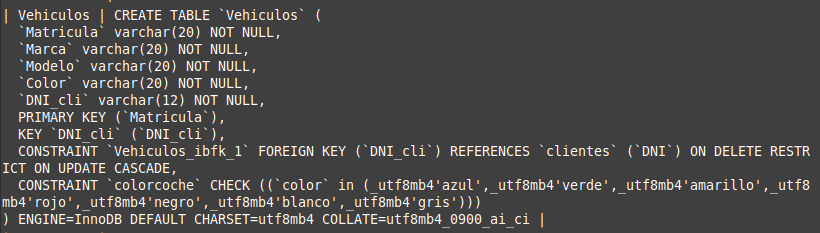 | Vehiculos | CREATE TABLE `Vehiculos` (
  `Matricula` varchar(20) NOT NULL,
  `Marca` varchar(20) NOT NULL,
  `Modelo` varchar(20) NOT NULL,
  `Color` varchar(20) NOT NULL,
  `DNI_cli` varchar(12) NOT NULL,
  PRIMARY KEY (`Matricula`),
  KEY `DNI_cli` (`DNI_cli`),
  CONSTRAINT `Vehiculos_ibfk_1` FOREIGN KEY (`DNI_cli`) REFERENCES `clientes` (`DNI`) ON DELETE RESTR
ICT ON UPDATE CASCADE,
  CONSTRAINT `colorcoche` CHECK ((`color` in (_utf8mb4'azul',_utf8mb4'verde',_utf8mb4'amarillo',_utf8
mb4'rojo',_utf8mb4'negro',_utf8mb4'blanco',_utf8mb4'gris')))
) ENGINE=InnoDB DEFAULT CHARSET=utf8mb4 COLLATE=utf8mb4_0900_ai_ci |